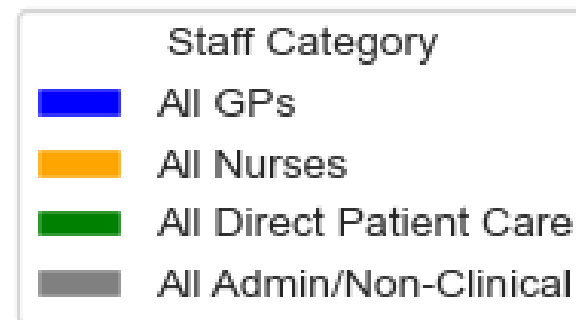 Staff Category
All GPs
All Nurses
All Direct Patient Care
All Admin/Non-Clinical